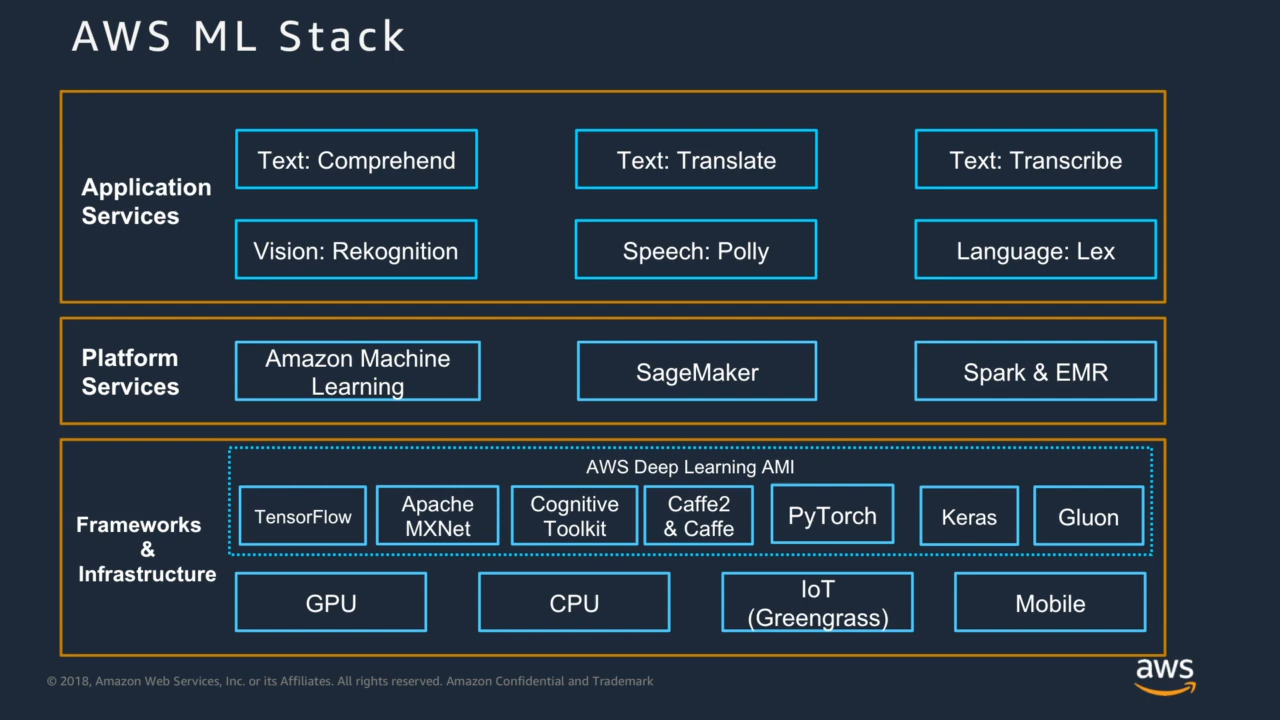 AWS ML Stack
Application
Services
Text: Comprehend
Text: Translate
Text: Transcribe
Vision: Rekognition
Speech: Polly
Language: Lex
Platform
Services
Amazon Machine
Learning
SageMaker
Spark & EMR
Frameworks
&
Infrastructure
AWS Deep Learning AMI
TensorFlow
Apache
MXNet
Cognitive
Toolkit
Caffe2
& Caffe
PyTorch
Keras
Gluon
GPU
CPU
IoT
(Greengrass)
Mobile
© 2018, Amazon Web Services, Inc. or its Affiliates. All rights reserved. Amazon Confidential and Trademark
aws